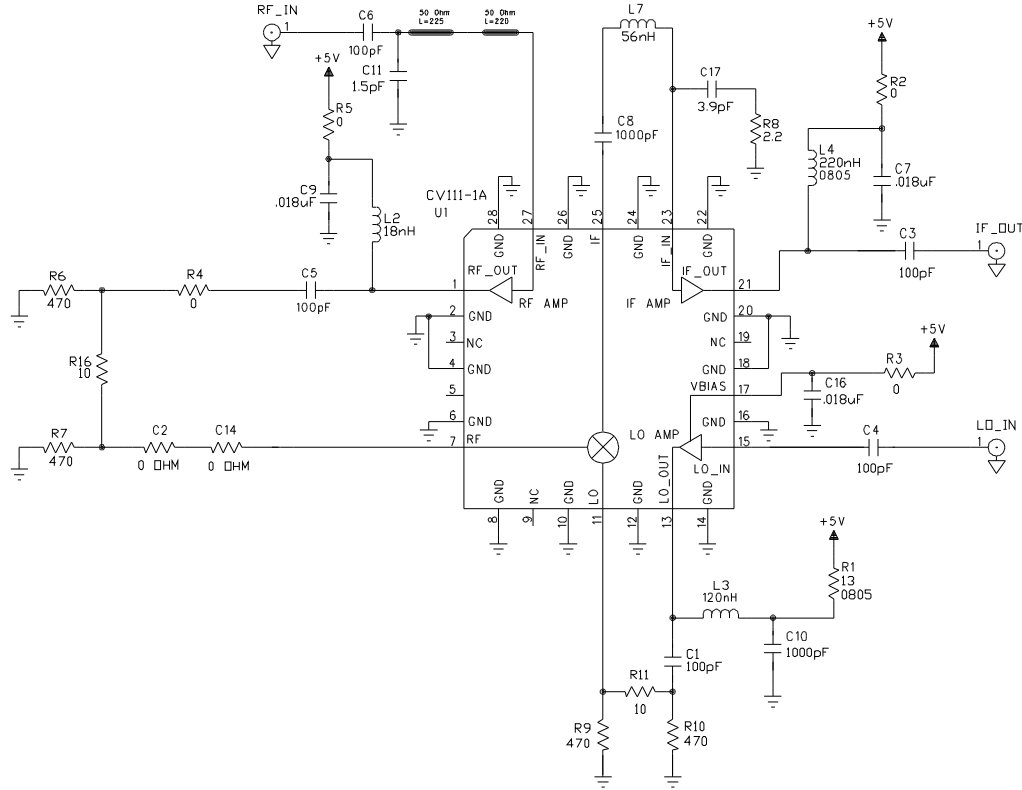 RF_IN
1
C6
100pF
50 Ohm
L=225
50 Ohm
L=220
L7
56nH
+5V
C11
1.5pF
+5V
R5
0
C17
3.9pF
R8
2.2
R2
0
C8
1000pF
L4
220nH
0805
C7
.018uF
C9
.018uF
L2
18nH
CV111-1A
U1
28
27
26
25
24
23
22
GND
RF_IN
GND
IF
GND
IF_IN
GND
C3
100pF
IF_OUT
1
R6
470
R4
0
C5
100pF
1
RF_OUT
RF AMP
IF_OUT
IF AMP
21
2
GND
GND
20
3
NC
NC
19
4
GND
GND
18
5
VBIAS
17
6
GND
GND
16
7
RF
LO AMP
LO_IN
15
+5V
R3
0
C16
.018uF
C4
100pF
LO_IN
1
R16
10
R7
470
C2
0 OHM
C14
0 OHM
GND
NC
GND
LO
GND
LO_OUT
GND
8
9
10
11
12
13
14
+5V
R1
13
0805
L3
120nH
C10
1000pF
C1
100pF
R11
10
R9
470
R10
470